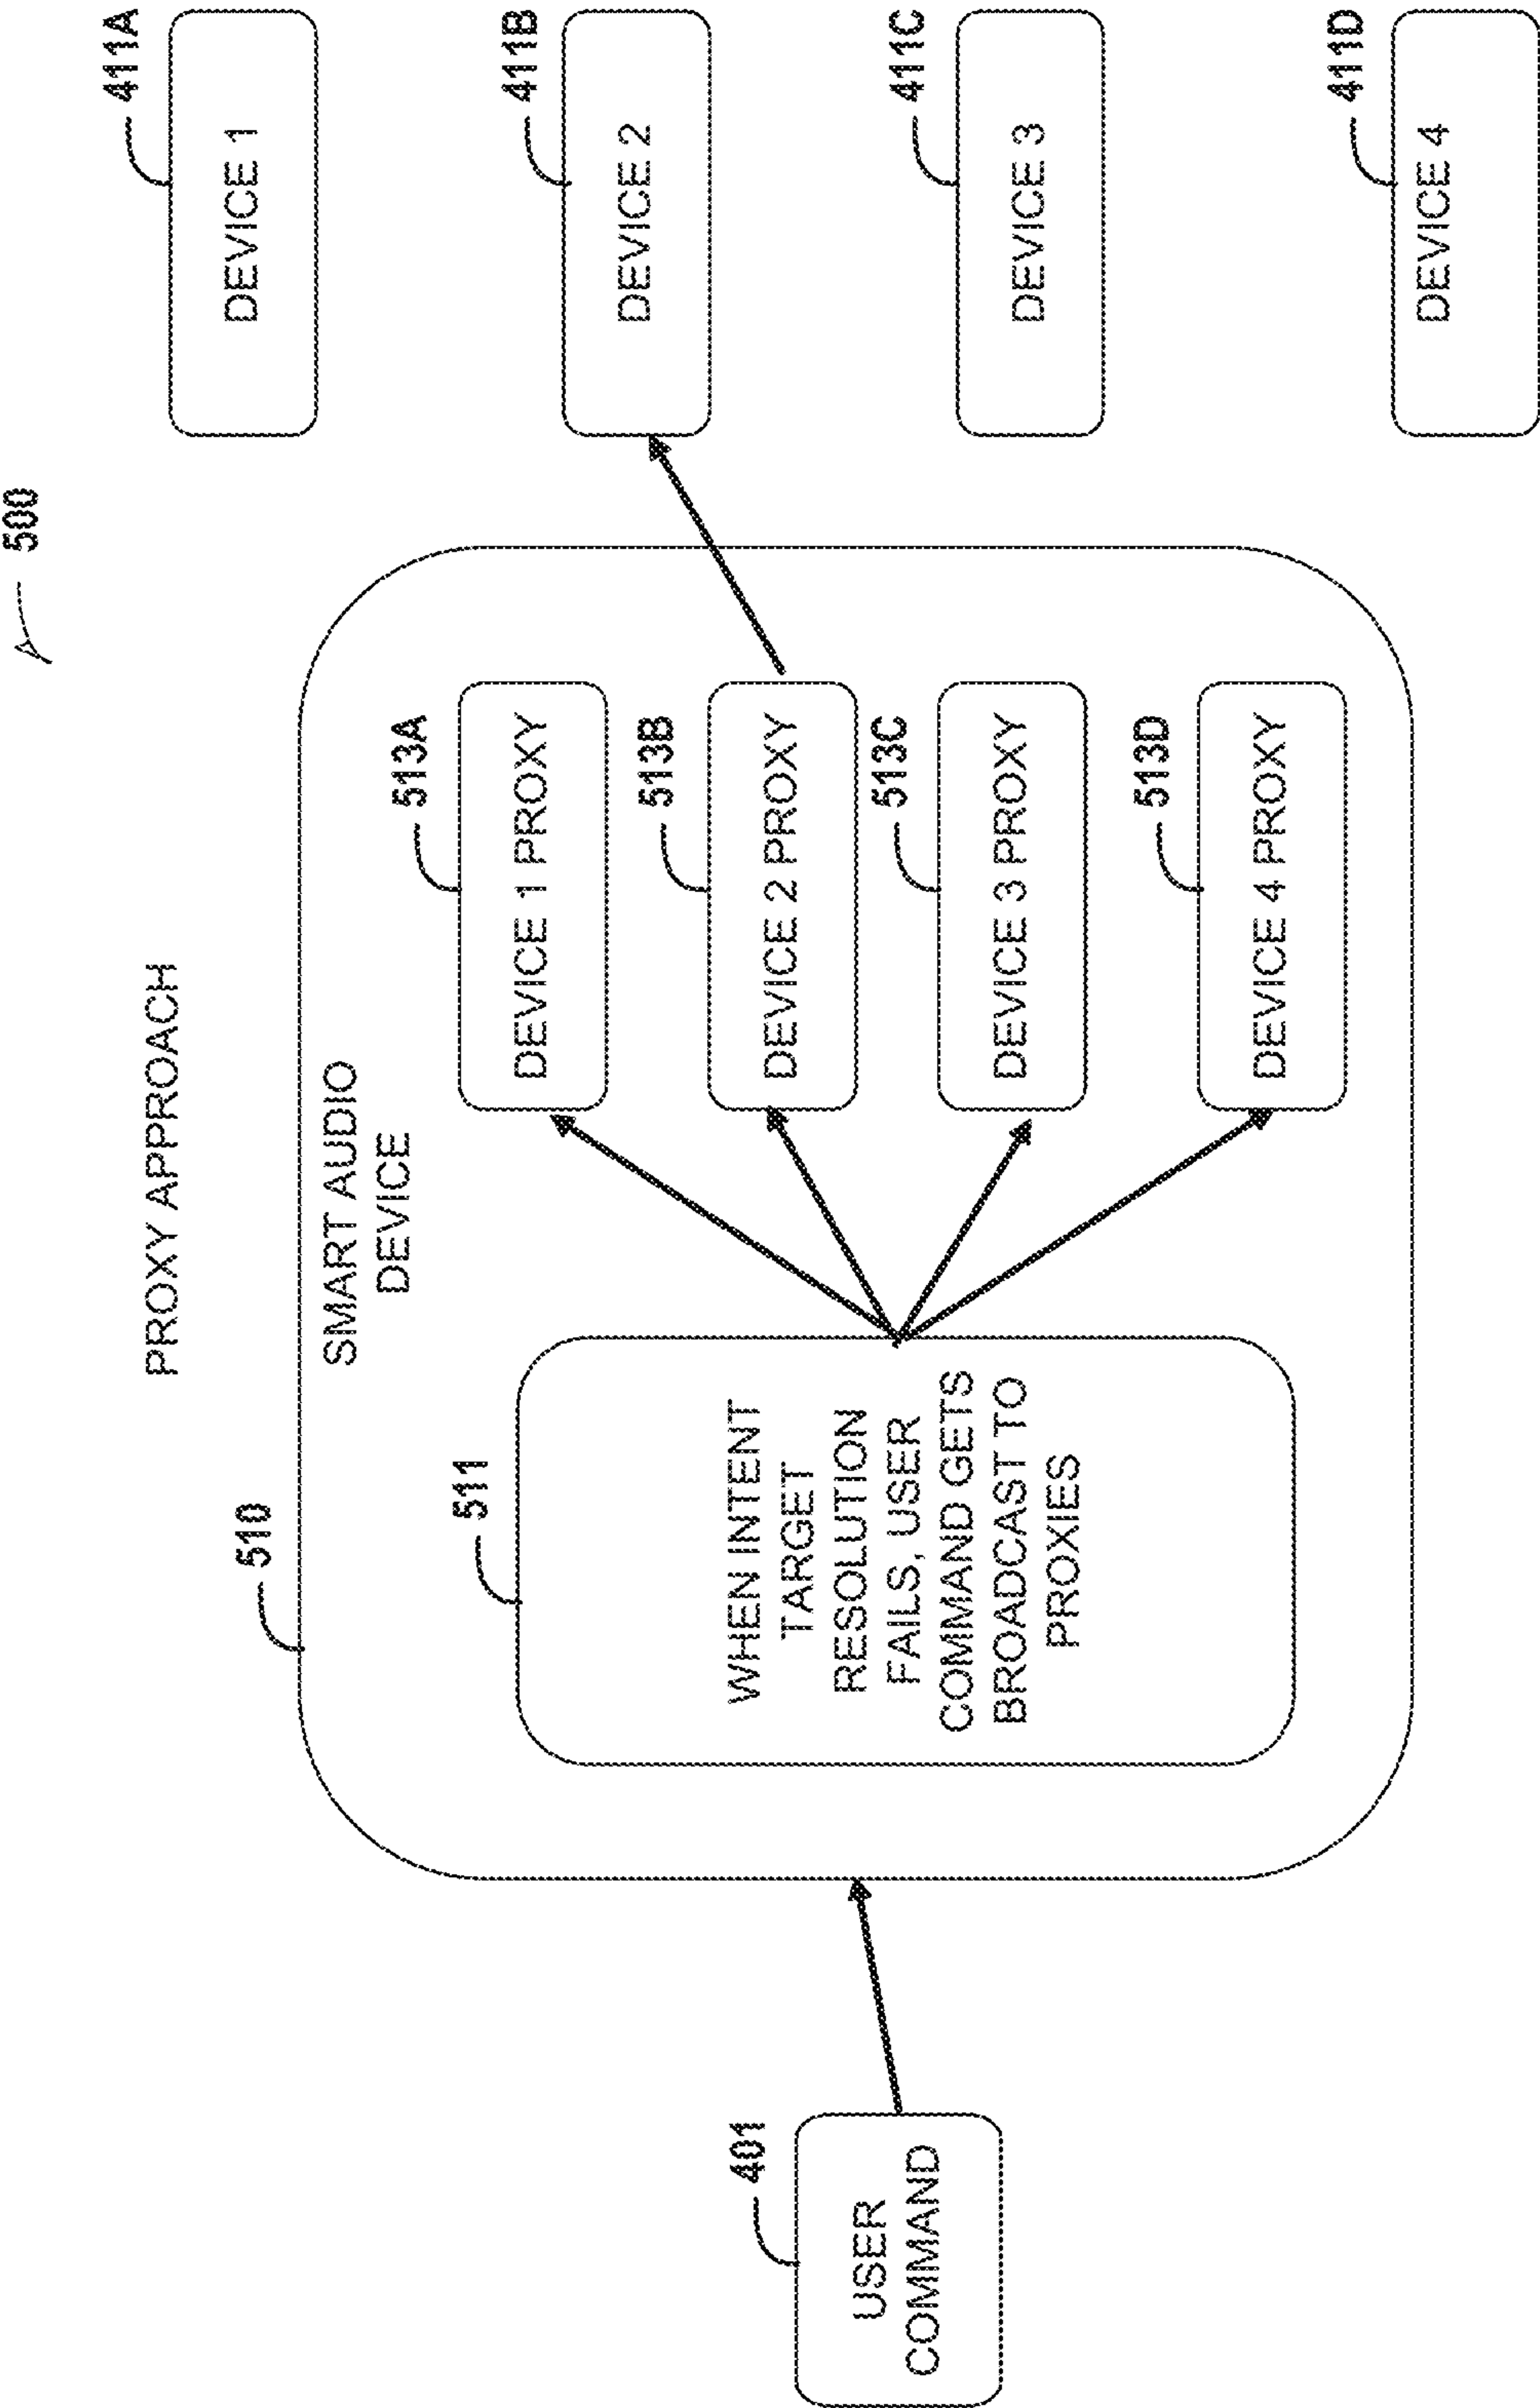 500
PROXY APPROACH
510
SMART AUDIO
DEVICE
401
USER
COMMAND
511
WHEN INTENT
TARGET
RESOLUTION
FAILS, USER
COMMAND GETS
BROADCAST TO
PROXIES
513A
DEVICE 1 PROXY
513B
DEVICE 2 PROXY
513C
DEVICE 3 PROXY
513D
DEVICE 4 PROXY
411A
DEVICE 1
411B
DEVICE 2
411C
DEVICE 3
411D
DEVICE 4